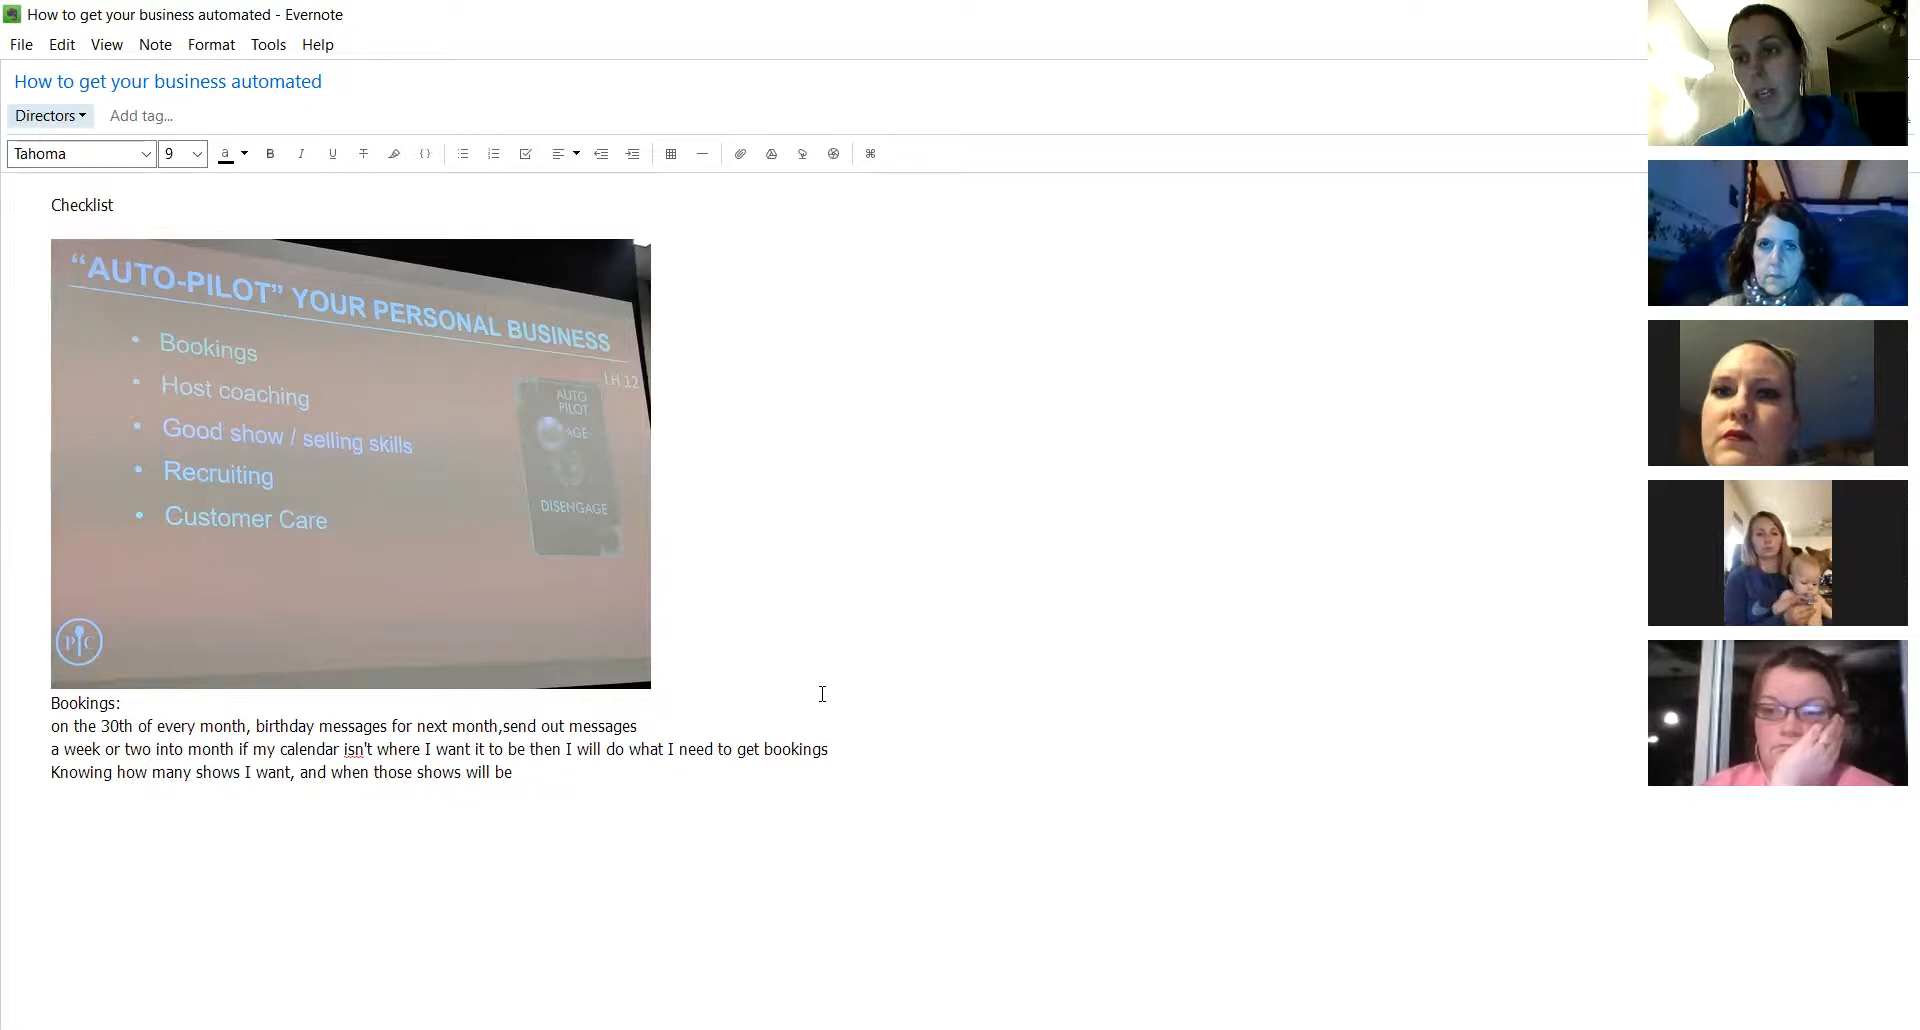 How to get your business automated - Evernote
File Edit View Note Format Tools Help
How to get your business automated
Directors Add tag...
Tahoma 9 a B I U T
Checklist
“AUTO-PILOT” YOUR PERSONAL BUSINESS
• Bookings
• Host coaching
• Good show / selling skills
• Recruiting
• Customer Care
AUTO
PILOT
DISENGAGE
P C
Bookings:
on the 30th of every month, birthday messages for next month,send out messages
a week or two into month if my calendar isn't where I want it to be then I will do what I need to get bookings
Knowing how many shows I want, and when those shows will be